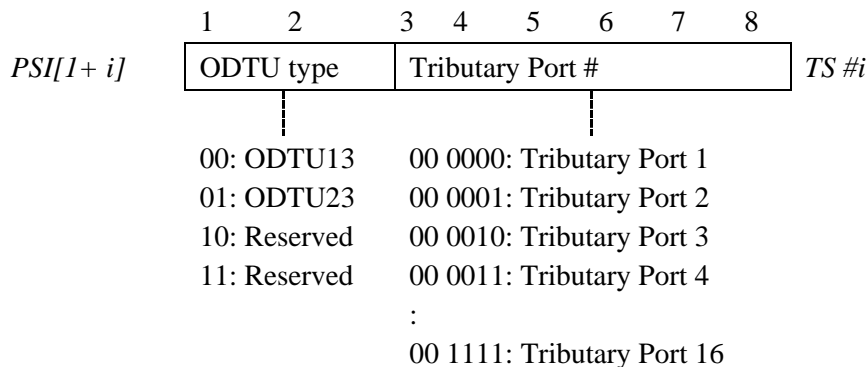 1 2 3 4 5 6 7 8
PSI[1+ i] ODTU type Tributary Port # TS #i
00: ODTU13 00 0000: Tributary Port 1
01: ODTU23 00 0001: Tributary Port 2
10: Reserved 00 0010: Tributary Port 3
11: Reserved 00 0011: Tributary Port 4
:
00 1111: Tributary Port 16